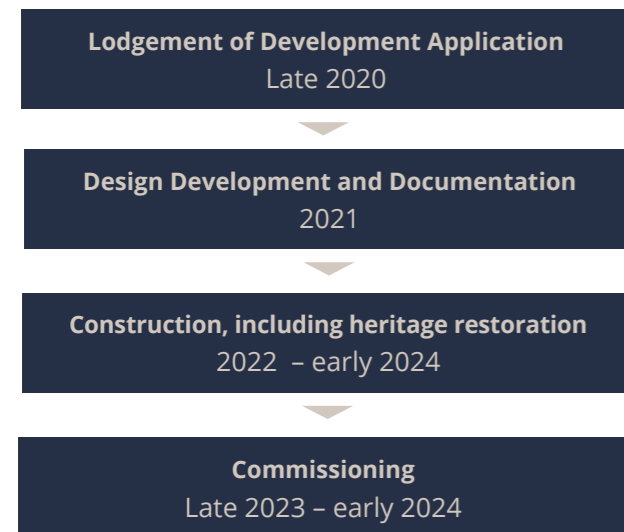 Lodgement of Development Application
Late 2020
Design Development and Documentation
2021
Construction, including heritage restoration
2022 – early 2024
Commissioning
Late 2023 – early 2024